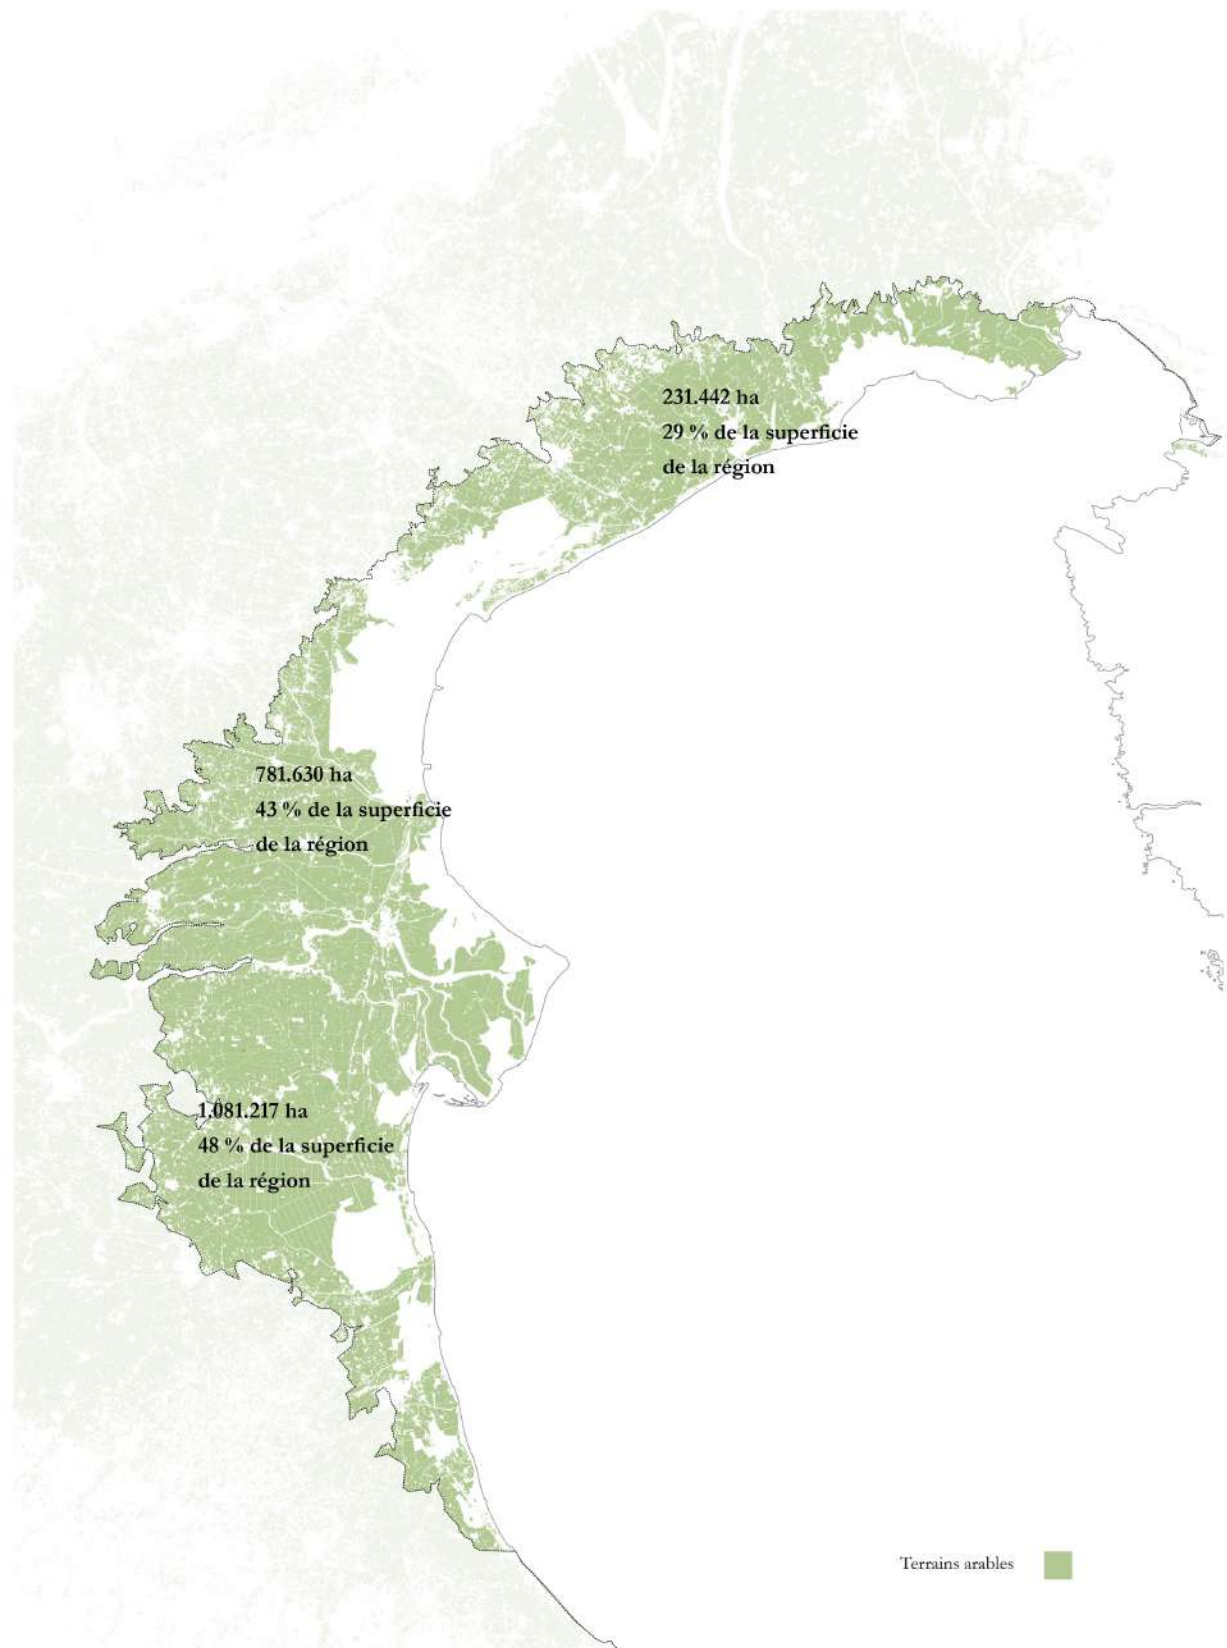 231.442 ha
29 % de la superficie
de la région
781.630 ha
43 % de la superficie
de la région
1.081.217 ha
48 % de la superficie
de la région
Terrains arables